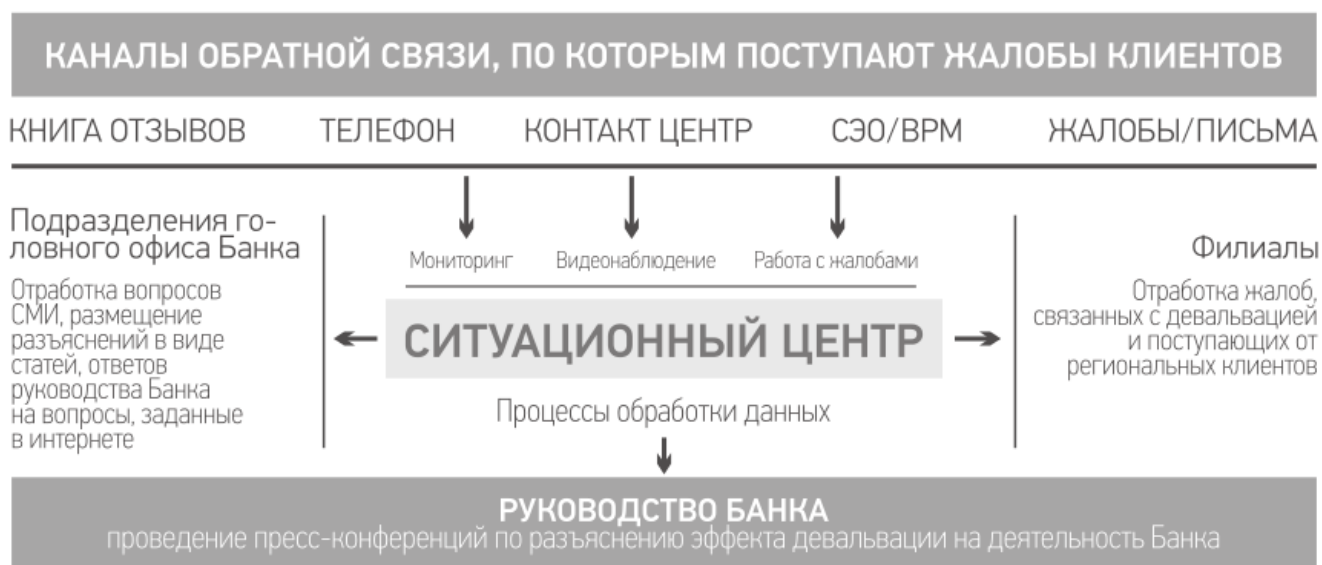 КАНАЛЫ ОБРАТНОЙ СВЯЗИ, ПО КОТОРЫМ ПОСТУПАЮТ ЖАЛОБЫ КЛИЕНТОВ
КНИГА ОТЗЫВОВ ТЕЛЕФОН КОНТАКТ ЦЕНТР СЭО/ВРМ ЖАЛОБЫ/ПИСЬМА
Подразделения го-
ловного офиса Банка
Отработка вопросов
СМИ, размещение
разъяснений в виде
статей, ответов
руководства Банка
на вопросы, заданные
в интернете
Мониторинг Видеонаблюдение Работа с жалобами
СИТУАЦИОННЫЙ ЦЕНТР
Процессы обработки данных
Филиалы
Отработка жалоб,
связанных с девальвацией
и поступающих от
региональных клиентов
РУКОВОДСТВО БАНКА
проведение пресс-конференций по разъяснению эффекта девальвации на деятельность Банка